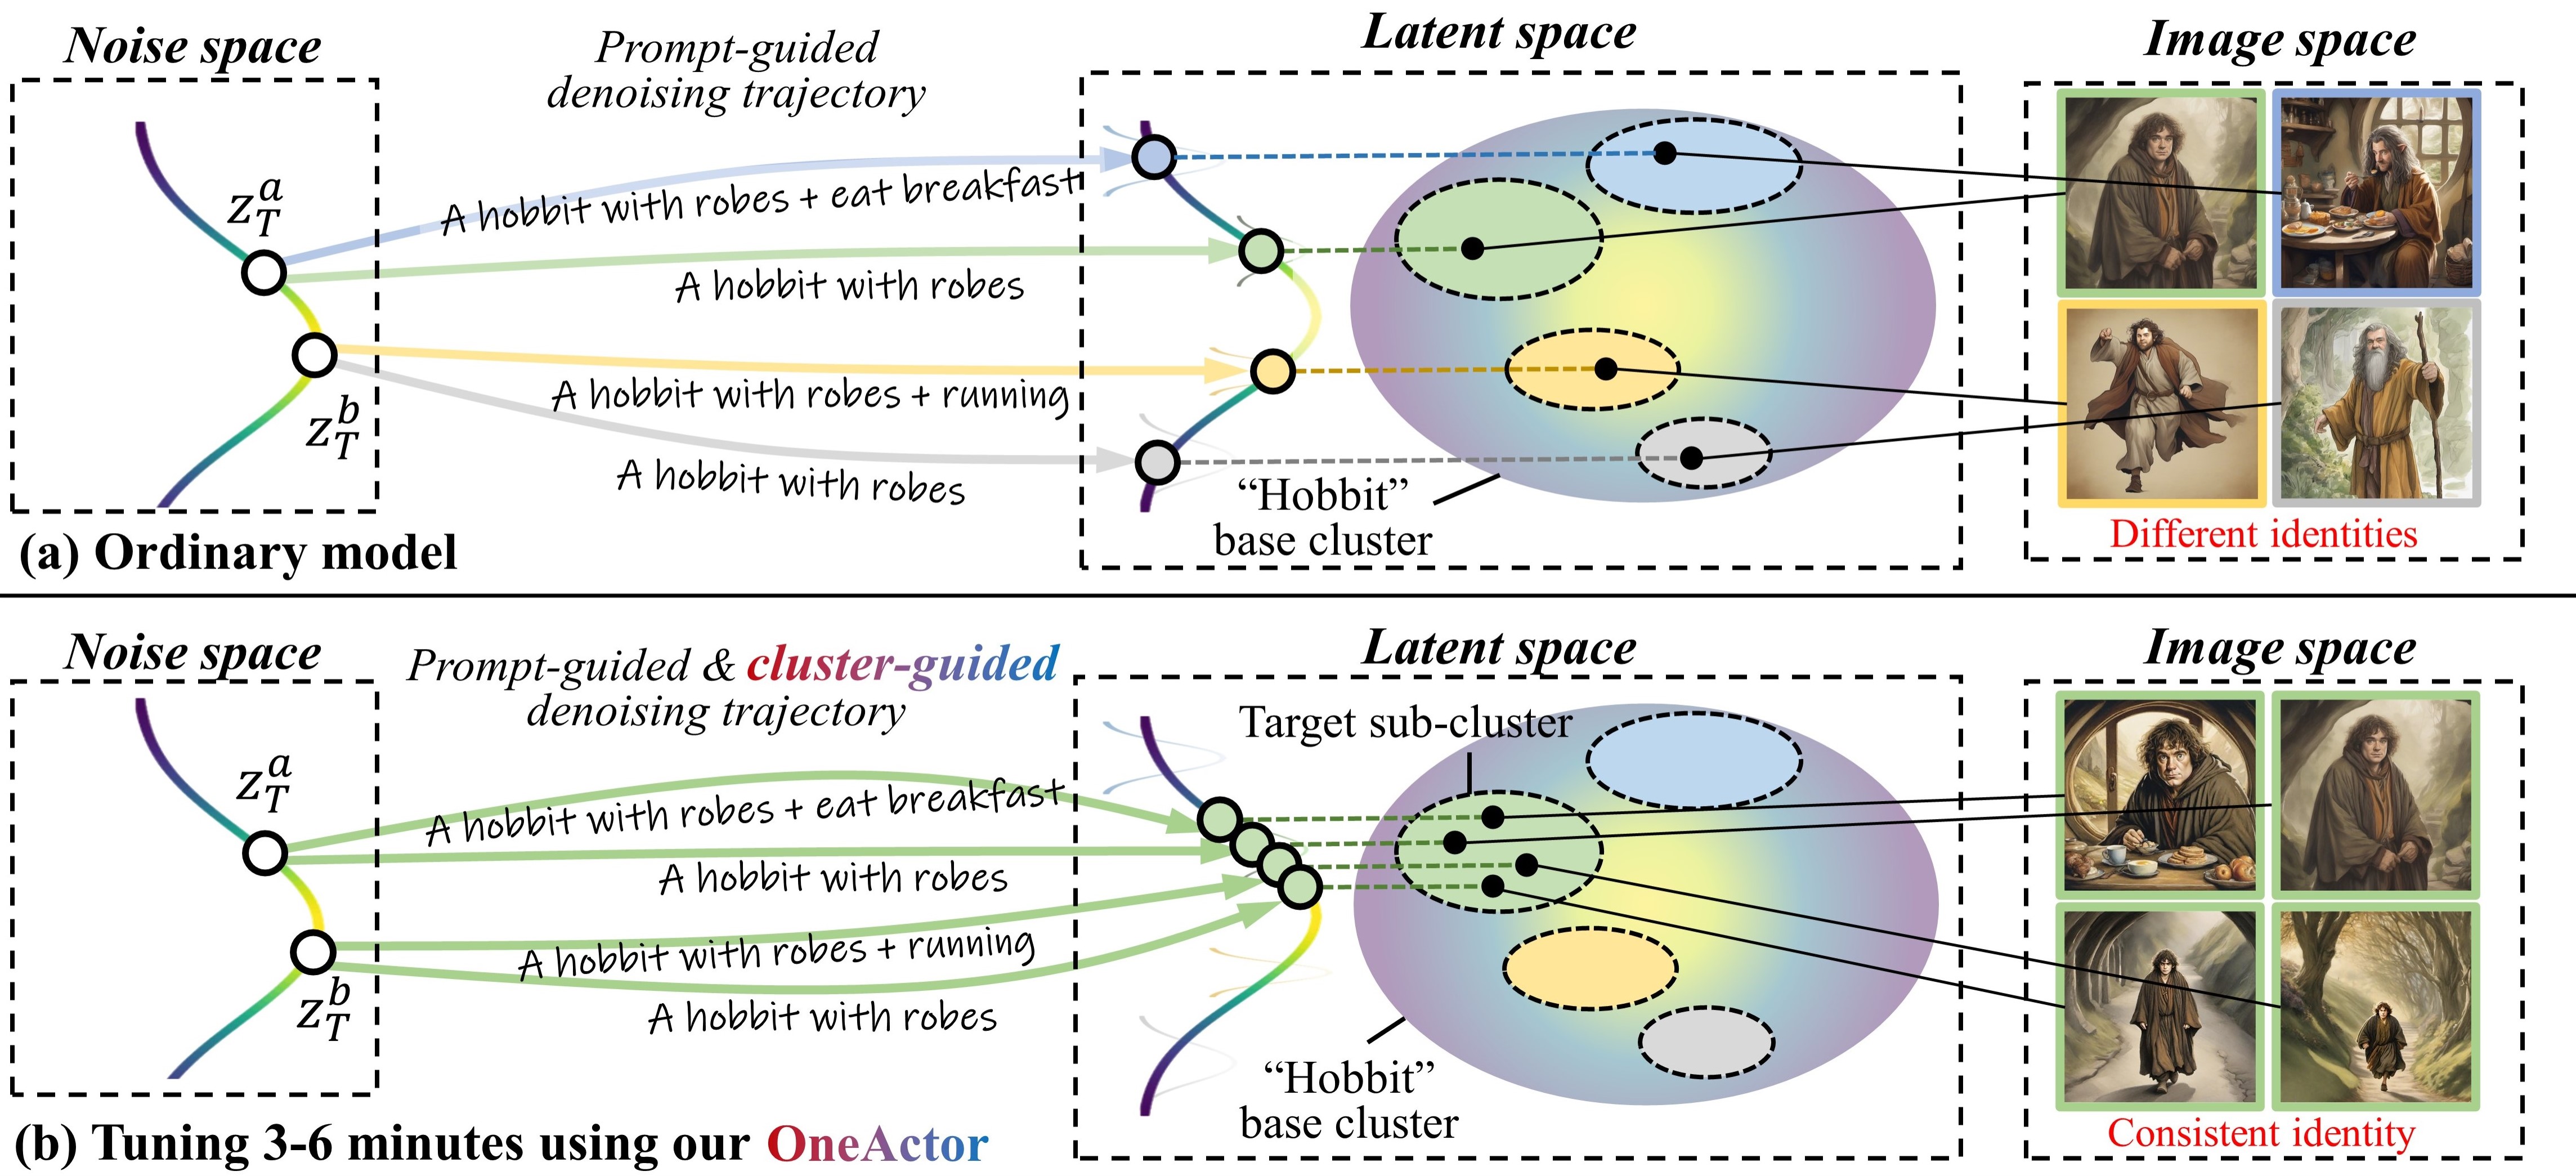 Noise space
Prompt-guided
denoising trajectory
Latent space
Image space
z_T^a
A hobbit with robes + eat breakfast
A hobbit with robes
z_T^b
A hobbit with robes + running
A hobbit with robes
“Hobbit”
base cluster
Different identities
(a) Ordinary model
Noise space
Prompt-guided & cluster-guided
denoising trajectory
Latent space
Image space
Target sub-cluster
z_T^a
A hobbit with robes + eat breakfast
A hobbit with robes
z_T^b
A hobbit with robes + running
A hobbit with robes
“Hobbit”
base cluster
Consistent identity
(b) Tuning 3-6 minutes using our OneActor